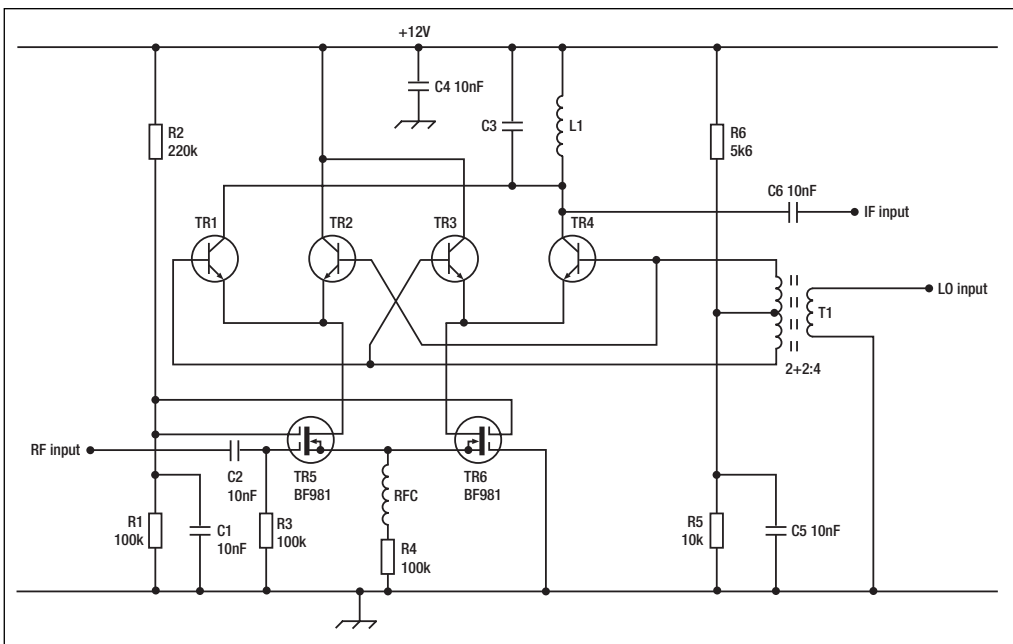 +12V
C4 10nF
R2
220k
C3
L1
R6
5k6
C6 10nF
IF input
TR1
TR2
TR3
TR4
LO input
T1
2+2:4
RF input
C2
10nF
TR5
BF981
TR6
BF981
RFC
R1
100k
C1
10nF
R3
100k
R4
100k
R5
10k
C5 10nF